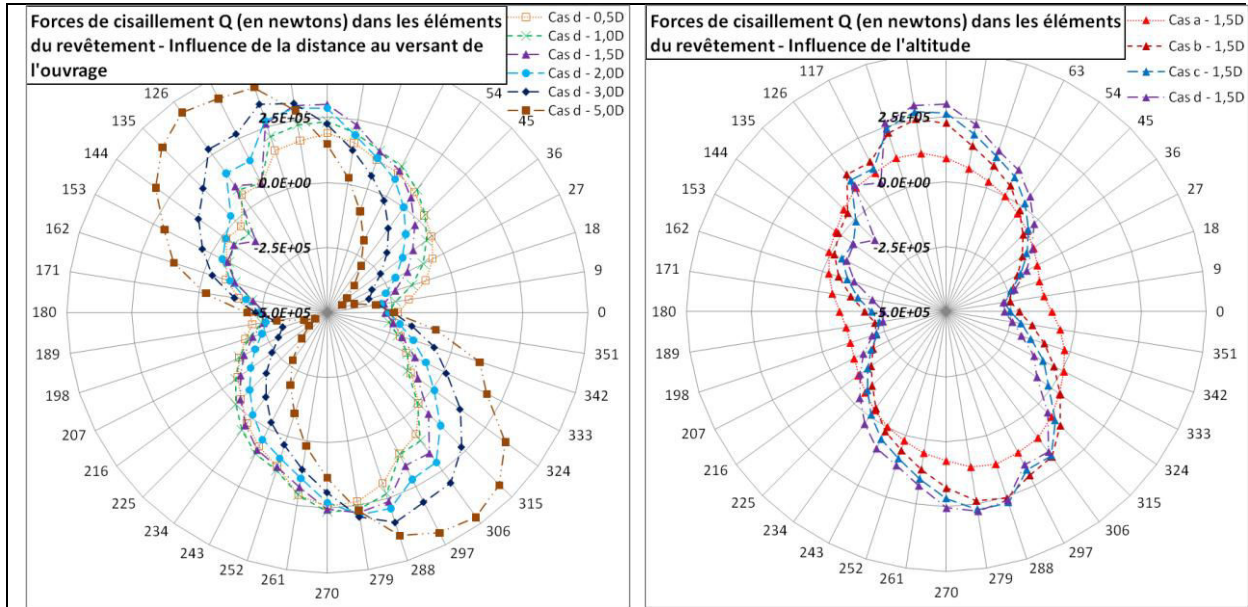 Forces de cisaillement Q (en newtons) dans les éléments
du revêtement - Influence de la distance au versant de
l'ouvrage
Cas d - 0,5D
Cas d - 1,0D
Cas d - 1,5D
Cas d - 2,0D
Cas d - 3,0D
Cas d - 5,0D
2.5E+05
0.0E+00
-2.5E+05
-5.0E+05
0
9
18
27
36
45
54
126
135
144
153
162
171
180
189
198
207
216
225
234
243
252
261
270
279
288
297
306
315
324
333
342
351
Forces de cisaillement Q (en newtons) dans les éléments
du revêtement - Influence de l'altitude
Cas a - 1,5D
Cas b - 1,5D
Cas c - 1,5D
Cas d - 1,5D
2.5E+05
0.0E+00
-2.5E+05
-5.0E+05
0
9
18
27
36
45
54
63
117
126
135
144
153
162
171
180
189
198
207
216
225
234
243
252
261
270
279
288
297
306
315
324
333
342
351